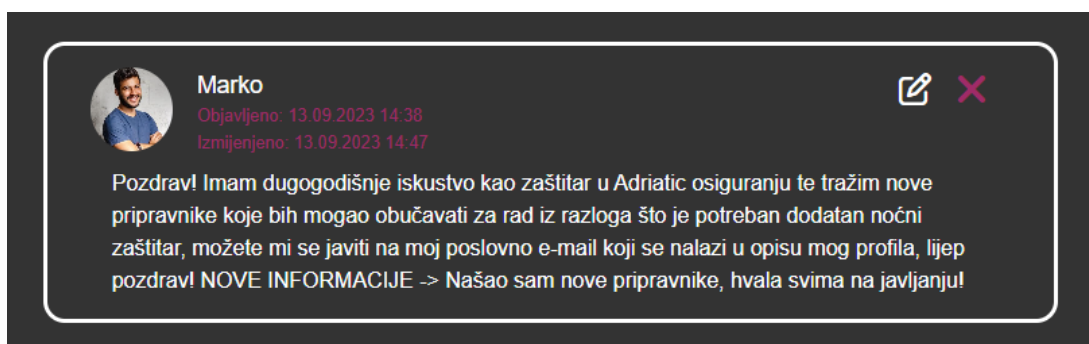 Marko
Objavljeno: 13.09.2023 14:38
Izmijenjeno: 13.09.2023 14:47
Pozdrav! Imam dugogodišnje iskustvo kao zaštitar u Adriatic osiguranju te tražim nove
pripravnike koje bih mogao obučavati za rad iz razloga što je potreban dodatan noćni
zaštitar, možete mi se javiti na moj poslovno e-mail koji se nalazi u opisu mog profila, lijep
pozdrav! NOVE INFORMACIJE -> Našao sam nove pripravnike, hvala svima na javljanju!